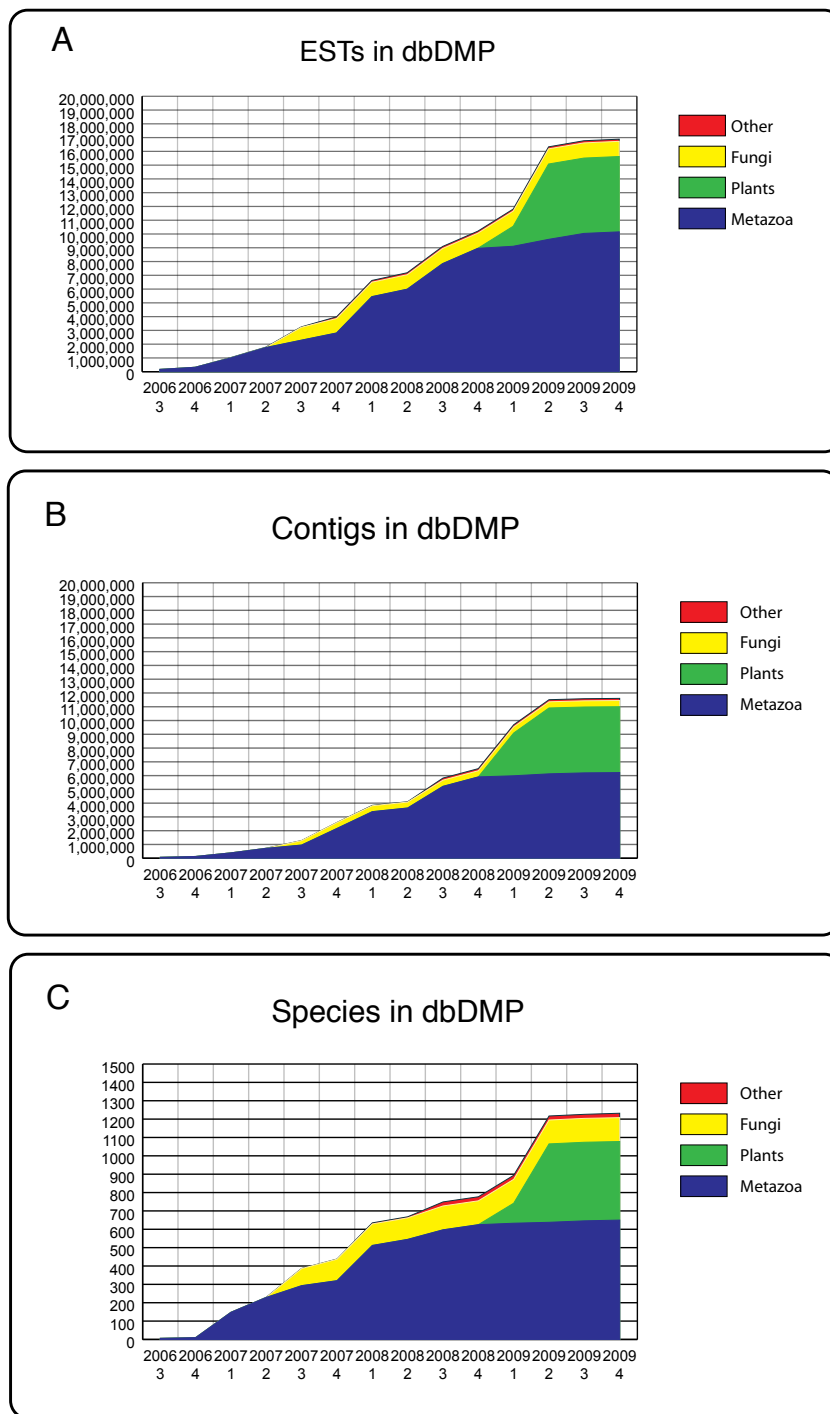 A
ESTs in dbDMP
20,000,000
19,000,000
18,000,000
17,000,000
16,000,000
15,000,000
14,000,000
13,000,000
12,000,000
11,000,000
10,000,000
9,000,000
8,000,000
7,000,000
6,000,000
5,000,000
4,000,000
3,000,000
2,000,000
1,000,000
0
2006 2006 2007 2007 2007 2007 2008 2008 2008 2008 2009 2009 2009 2009
3 4 1 2 3 4 1 2 3 4 1 2 3 4
Other
Fungi
Plants
Metazoa
B
Contigs in dbDMP
20,000,000
19,000,000
18,000,000
17,000,000
16,000,000
15,000,000
14,000,000
13,000,000
12,000,000
11,000,000
10,000,000
9,000,000
8,000,000
7,000,000
6,000,000
5,000,000
4,000,000
3,000,000
2,000,000
1,000,000
0
2006 2006 2007 2007 2007 2007 2008 2008 2008 2008 2009 2009 2009 2009
3 4 1 2 3 4 1 2 3 4 1 2 3 4
Other
Fungi
Plants
Metazoa
C
Species in dbDMP
1500
1400
1300
1200
1100
1000
900
800
700
600
500
400
300
200
100
0
2006 2006 2007 2007 2007 2007 2008 2008 2008 2008 2009 2009 2009 2009
3 4 1 2 3 4 1 2 3 4 1 2 3 4
Other
Fungi
Plants
Metazoa